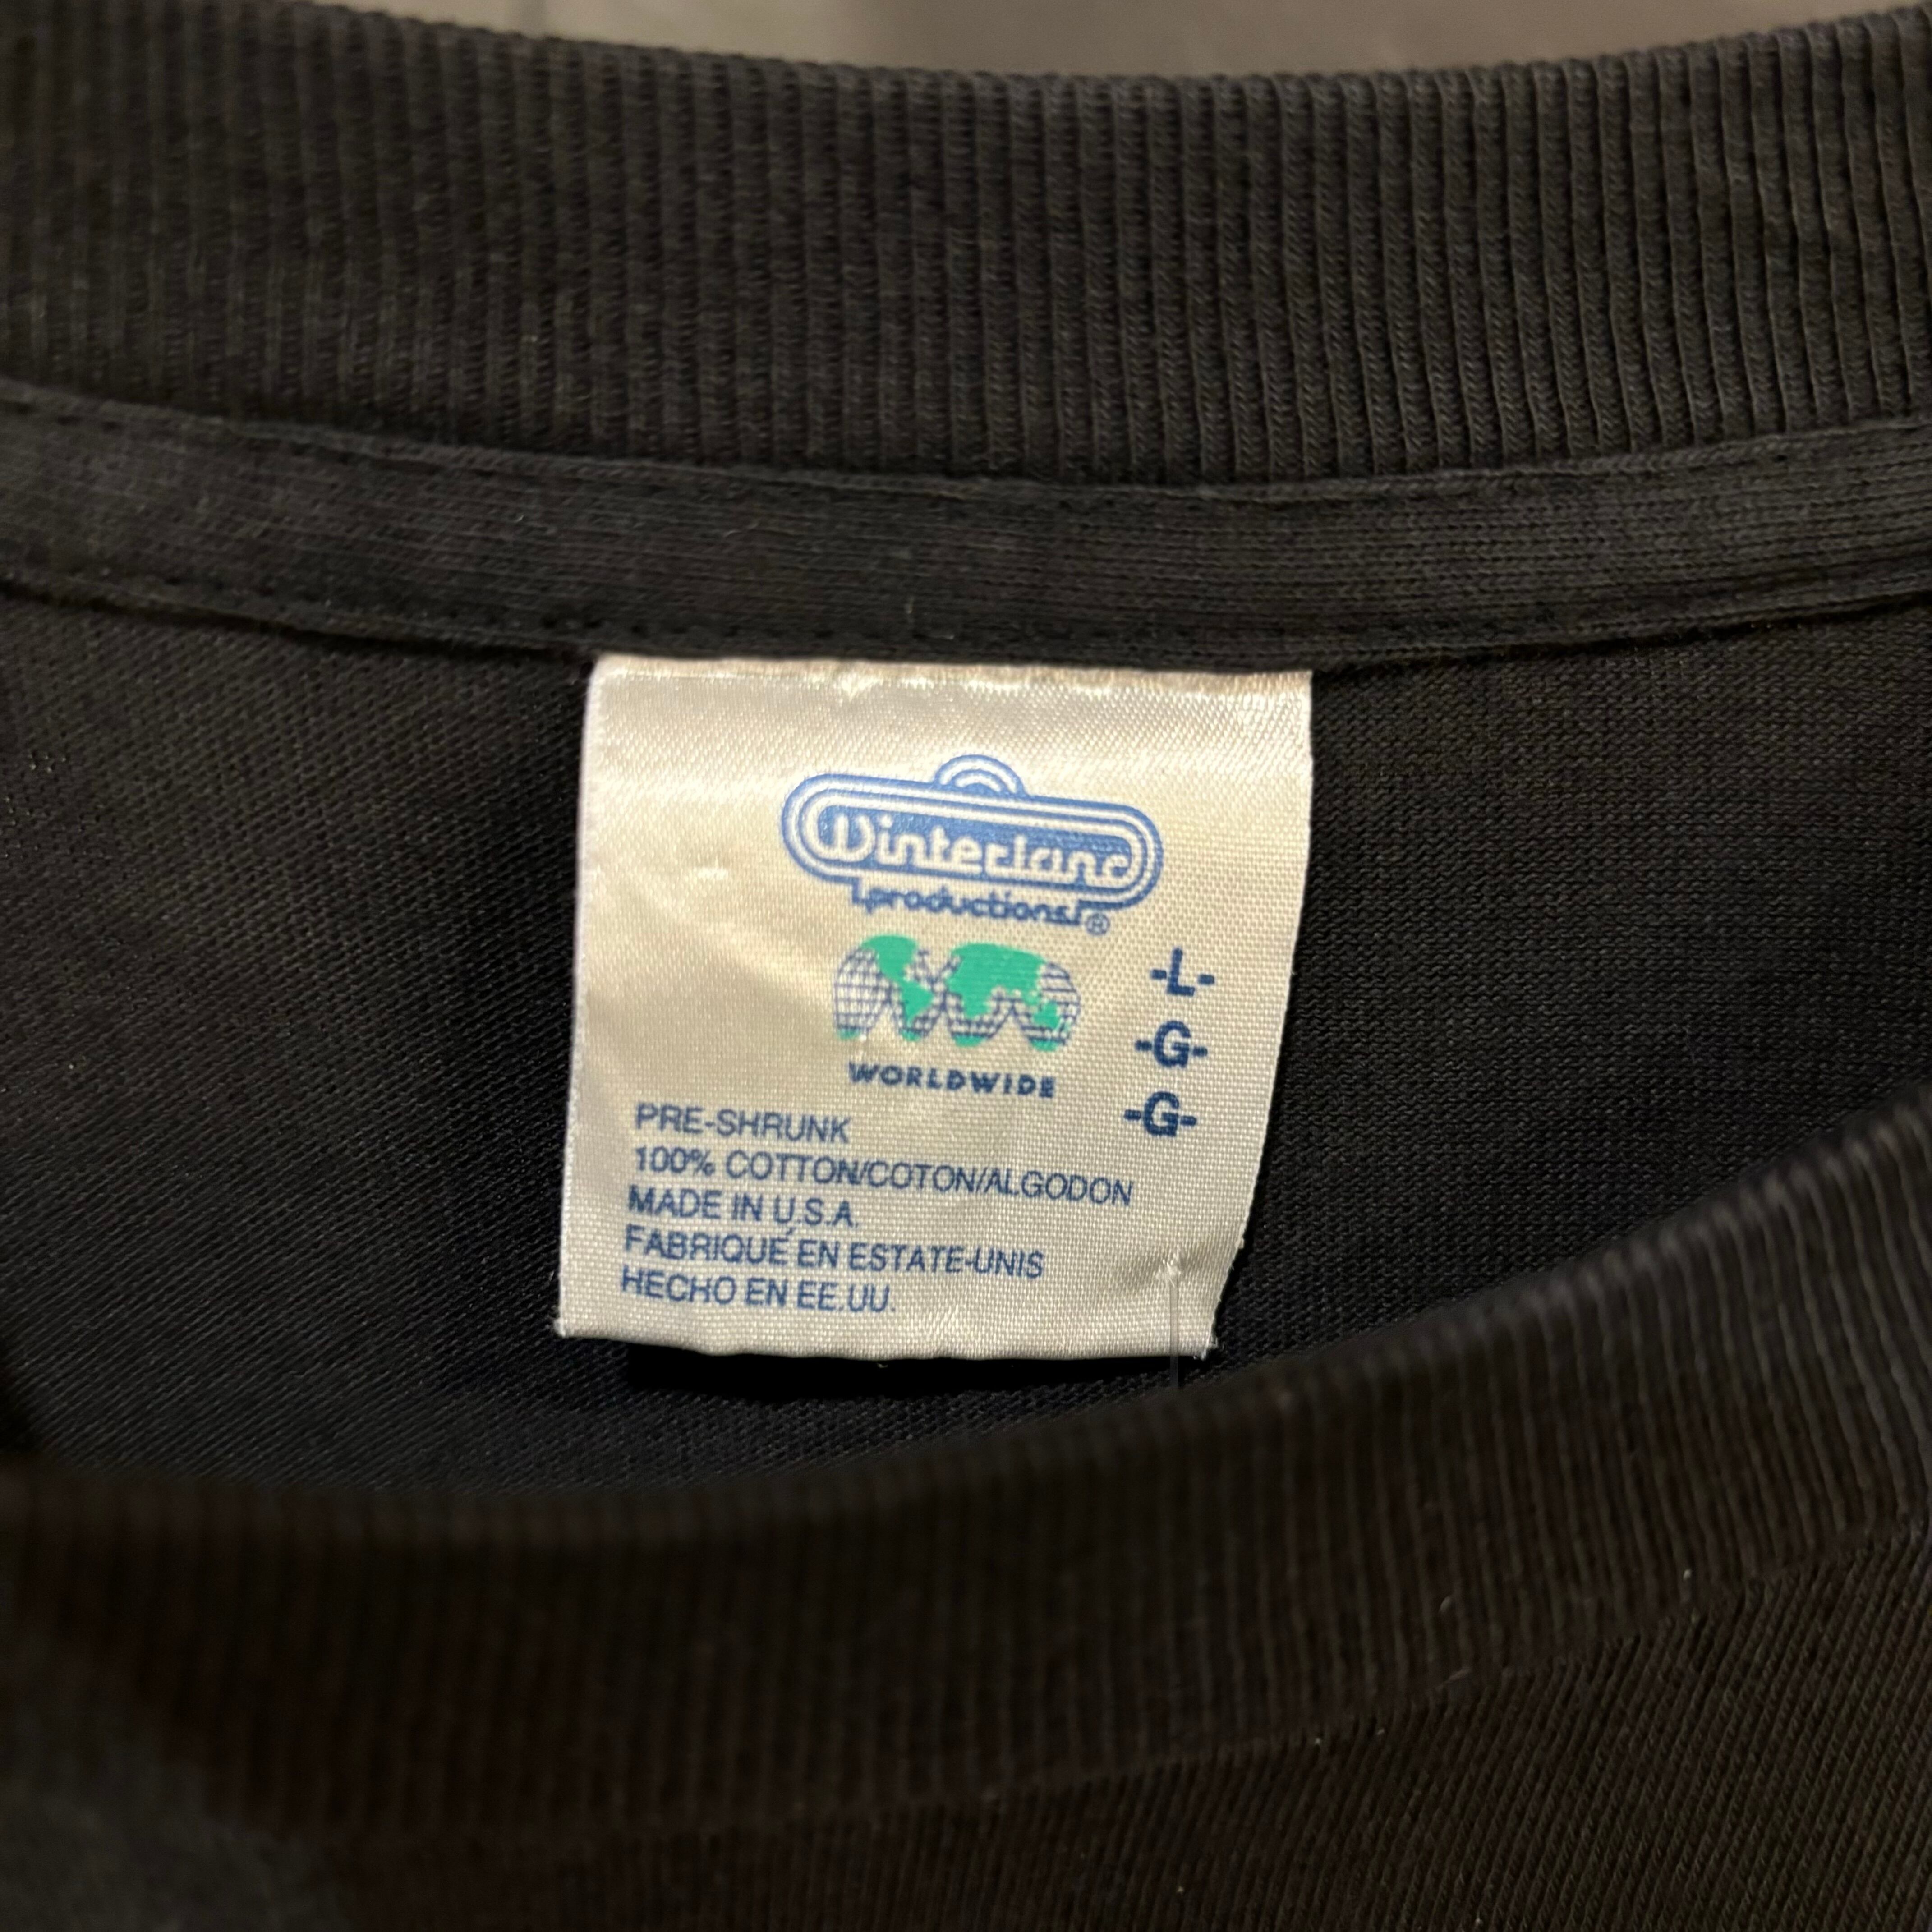 Winterland
productions®
WORLDWIDE
-L-
-G-
-G-
PRE-SHRUNK
100% COTTON/COTON/ALGODON
MADE IN U.S.A.
FABRIQUÉ EN ESTATE-UNIS
HECHO EN EE.UU.